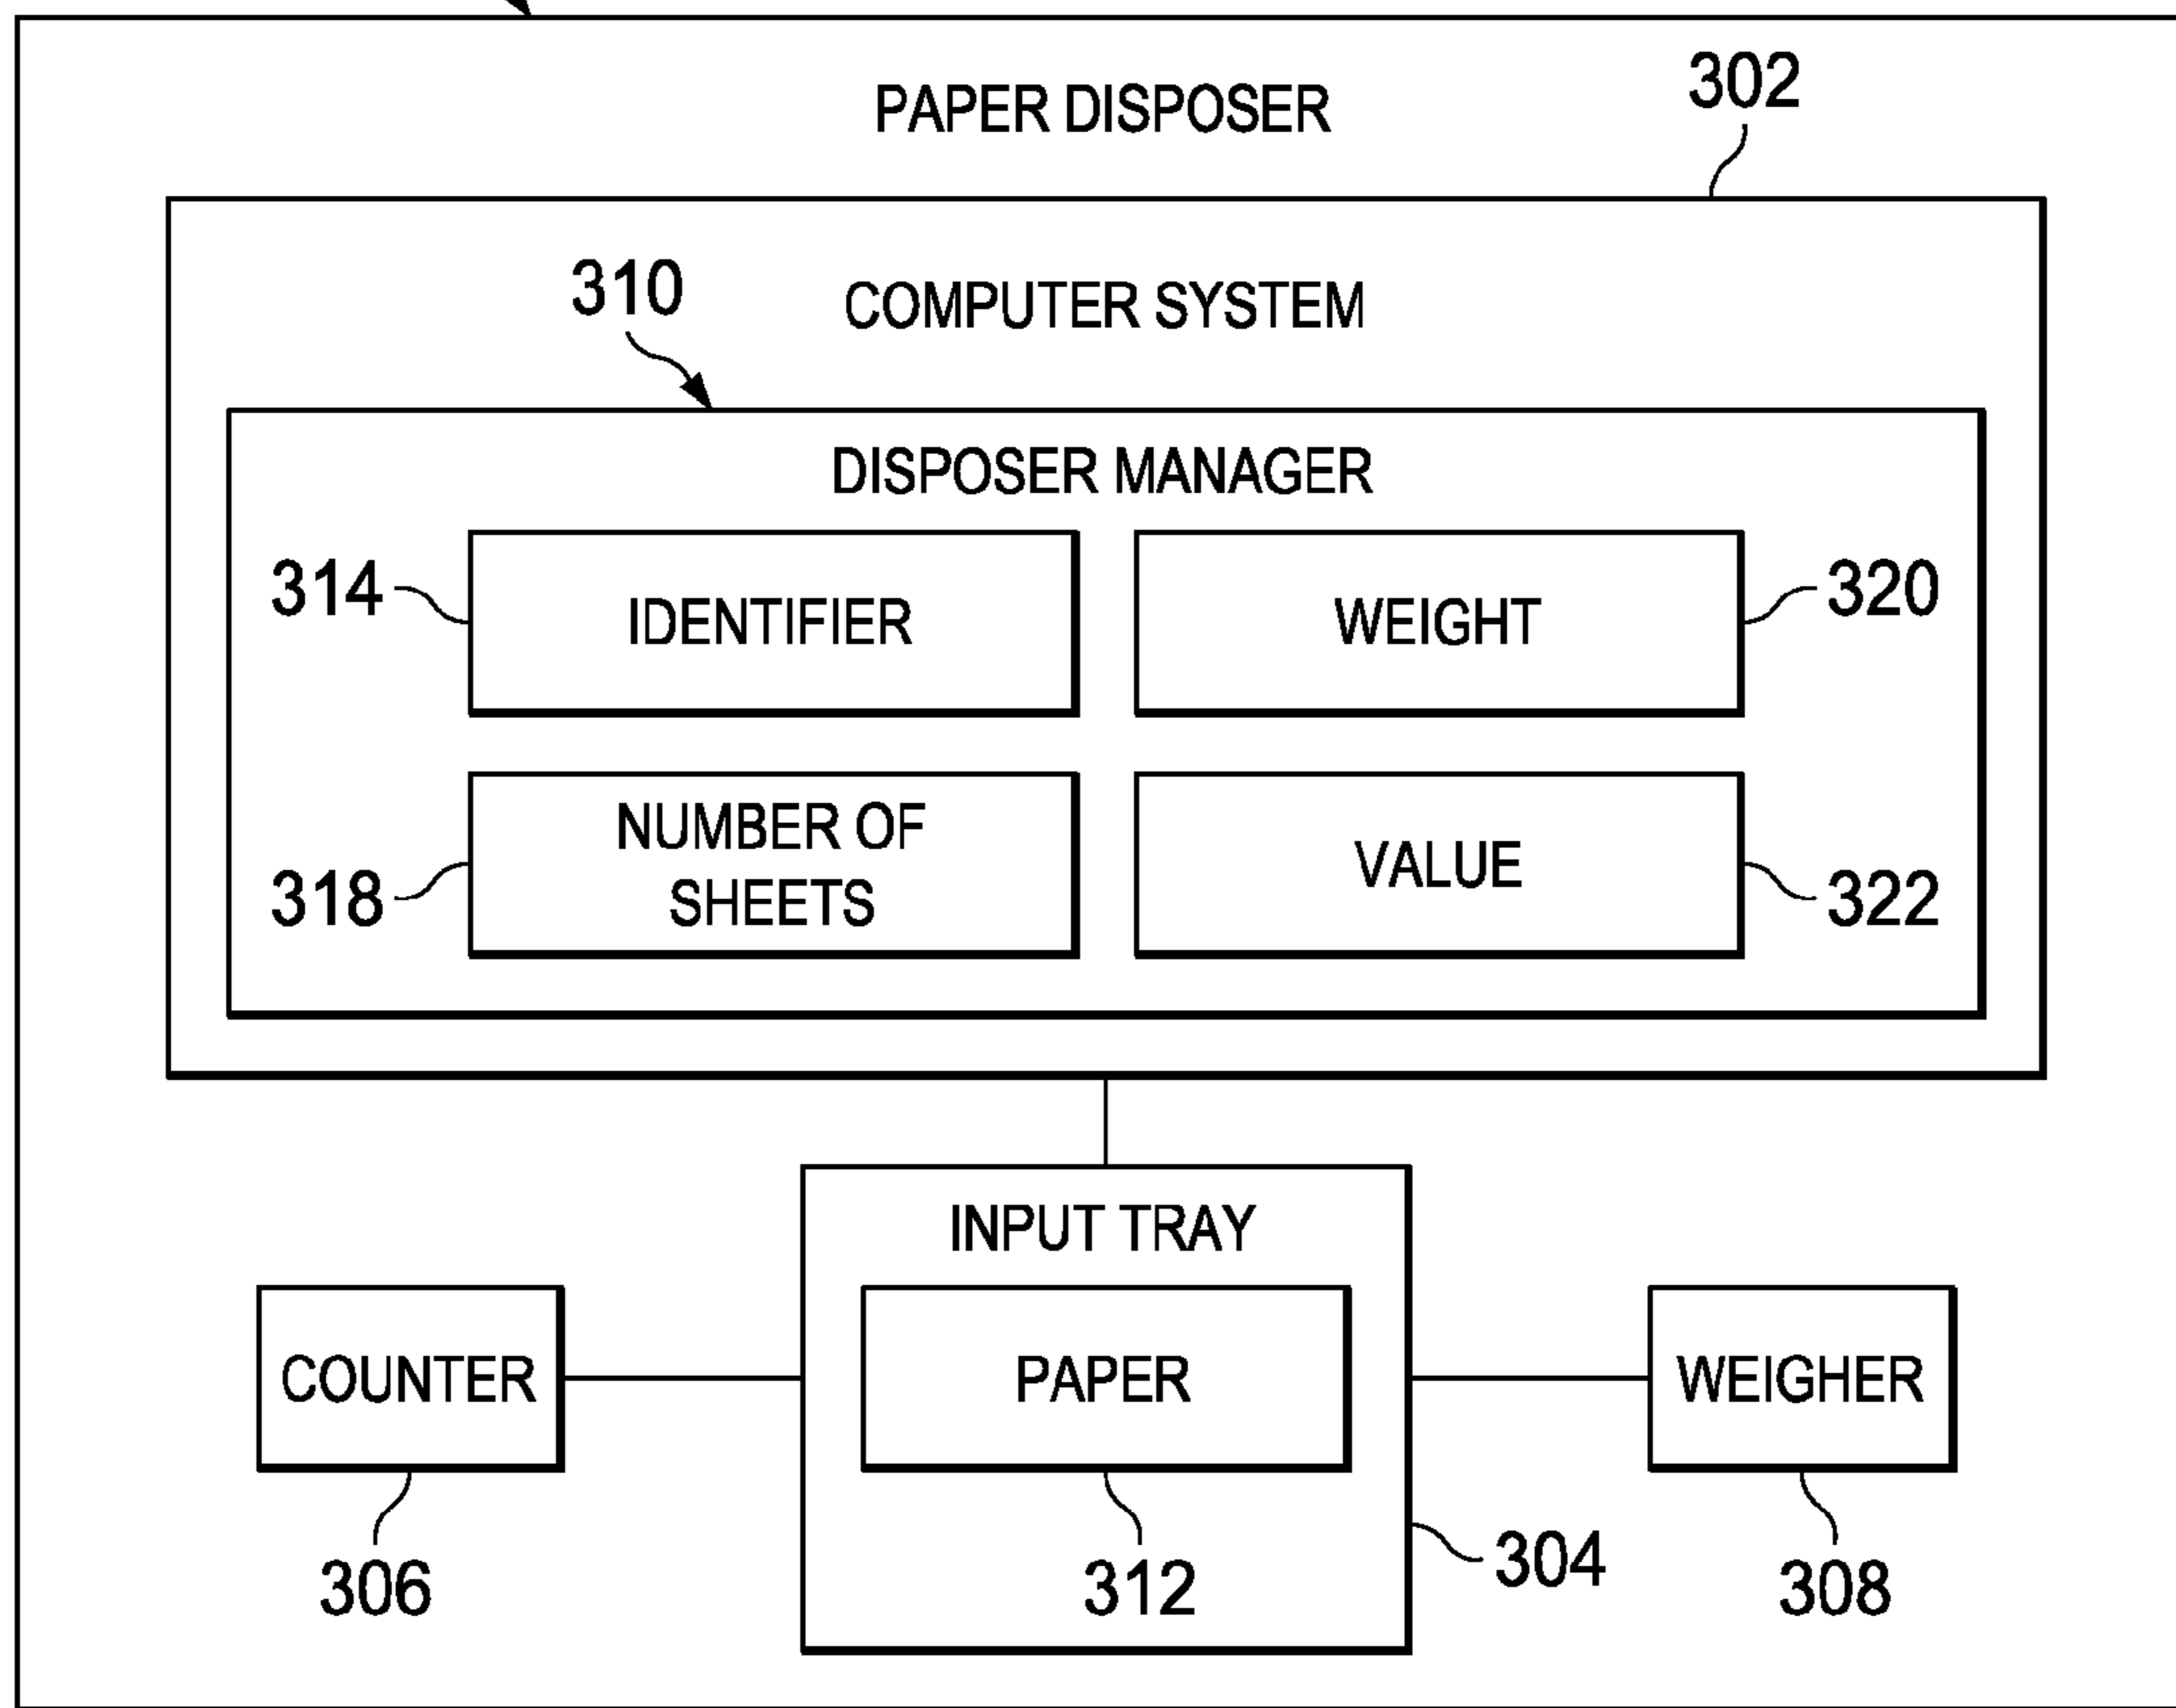 PAPER DISPOSER
302
310
COMPUTER SYSTEM
DISPOSER MANAGER
314
IDENTIFIER
WEIGHT
320
318
NUMBER OF
SHEETS
VALUE
322
INPUT TRAY
COUNTER
PAPER
WEIGHER
306
312
304
308